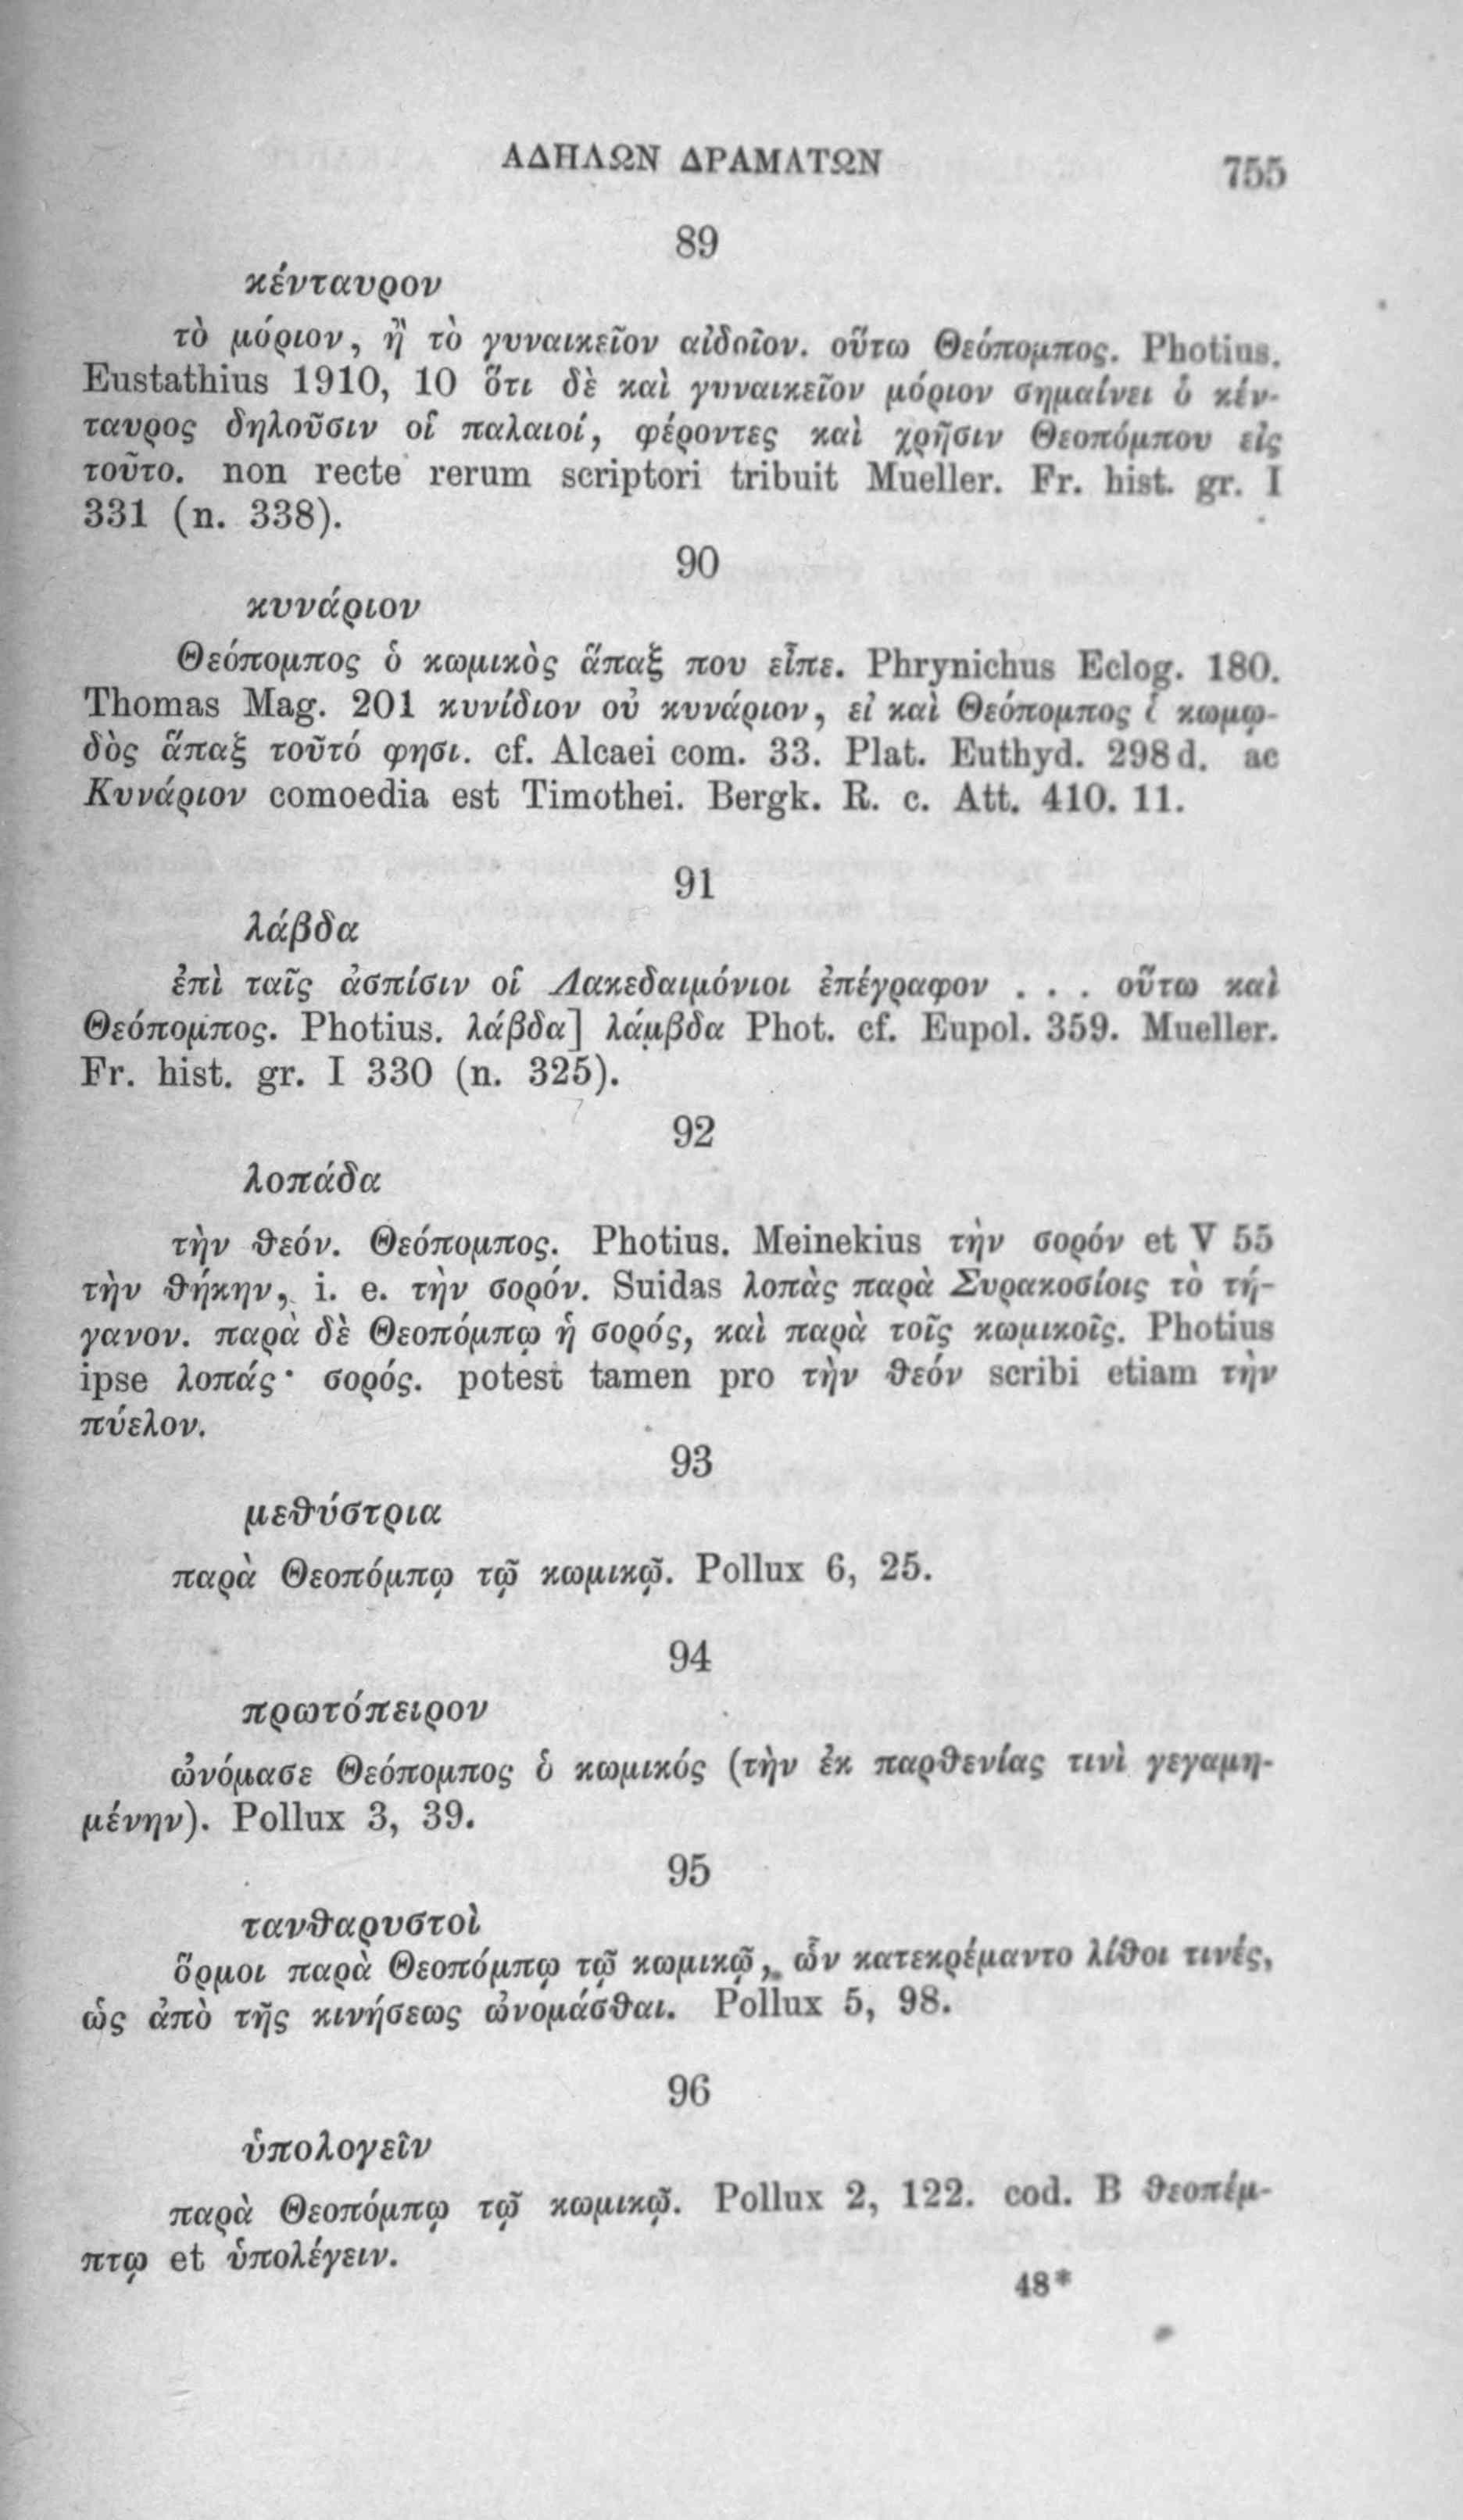 ΑΔΗΛΩΝ ΔΡΑΜΑΤΩΝ 755
89
κένταυρον
τὸ μόριον, ἢ τὸ γυναικεῖον αἰδοῖον. οὕτω Θεόπομπος. Photius.
Eustathius 1910, 10 ὅτι δὲ καὶ γυναικεῖον μόριον σημαίνει ὁ κέν-
ταυρος δηλοῦσιν οἱ παλαιοί, φέροντες καὶ χρῆσιν Θεοπόμπου εἰς
τοῦτο. non recte rerum scriptori tribuit Mueller. Fr. hist. gr. I
331 (n. 338).
90
κυνάριον
Θεόπομπος ὁ κωμικὸς ἅπαξ που εἶπε. Phrynichus Eclog. 180.
Thomas Mag. 201 κυνίδιον οὐ κυνάριον, εἰ καὶ Θεόπομπος ὁ κωμῳ-
δὸς ἅπαξ τοῦτό φησι. cf. Alcaei com. 33. Plat. Euthyd. 298 d. ac
Κυνάριον comoedia est Timothei. Bergk. R. c. Att. 410. 11.
91
λάβδα
ἐπὶ ταῖς ἀσπίσιν οἱ Λακεδαιμόνιοι ἐπέγραφον . . . οὕτω καὶ
Θεόπομπος. Photius. λάβδα] λάμβδα Phot. cf. Eupol. 359. Mueller.
Fr. hist. gr. I 330 (n. 325).
92
λοπάδα
τὴν θεόν. Θεόπομπος. Photius. Meinekius τὴν σορόν et V 55
τὴν θήκην, i. e. τὴν σορόν. Suidas λοπὰς παρὰ Συρακοσίοις τὸ τή-
γανον. παρὰ δὲ Θεοπόμπῳ ἡ σορός, καὶ παρὰ τοῖς κωμικοῖς. Photius
ipse λοπάς· σορός. potest tamen pro τὴν θεόν scribi etiam τὴν
πύελον.
93
μεθύστρια
παρὰ Θεοπόμπῳ τῷ κωμικῷ. Pollux 6, 25.
94
πρωτόπειρον
ὠνόμασε Θεόπομπος ὁ κωμικός (τὴν ἐκ παρθενίας τινὶ γεγαμη-
μένην). Pollux 3, 39.
95
τανθαρυστοὶ
ὅρμοι παρὰ Θεοπόμπῳ τῷ κωμικῷ, ὧν κατεκρέμαντο λίθοι τινές,
ὡς ἀπὸ τῆς κινήσεως ὠνομάσθαι. Pollux 5, 98.
96
ὑπολογεῖν
παρὰ Θεοπόμπῳ τῷ κωμικῷ. Pollux 2, 122. cod. B θεοπέμ-
πτῳ et ὑπολέγειν.
48*